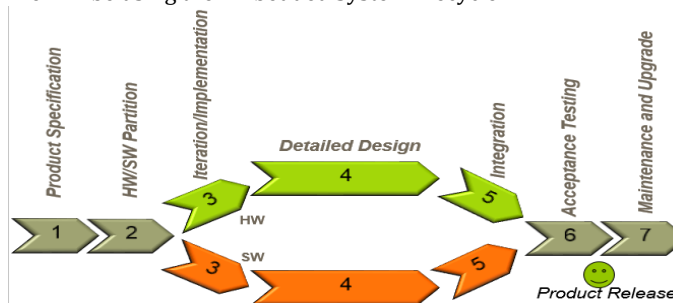 Product Specification
HW/SW Partition
Iteration/Implementation
Detailed Design
Integration
Acceptance Testing
Maintenance and Upgrade
1
2
3
HW
4
5
3
SW
4
5
6
7
Product Release